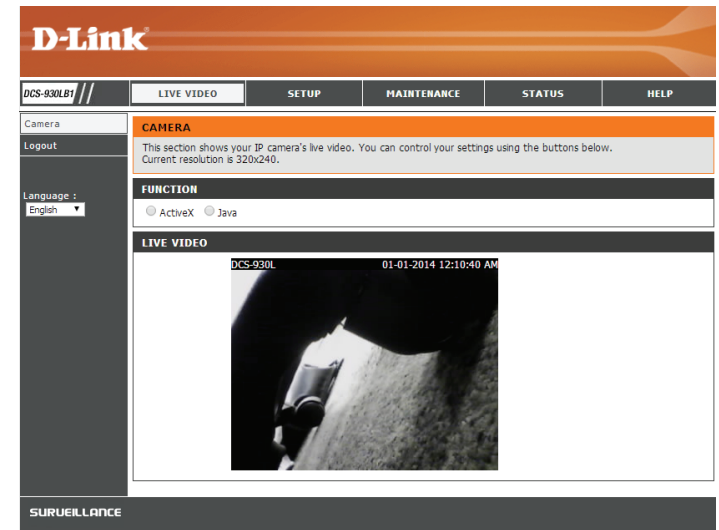 D-Link
DCS-930LB1 // LIVE VIDEO SETUP MAINTENANCE STATUS HELP
Camera
Logout
Language :
English
CAMERA
This section shows your IP camera's live video. You can control your settings using the buttons below.
Current resolution is 320x240.
FUNCTION
ActiveX Java
LIVE VIDEO
DCS-930L 01-01-2014 12:10:40 AM
SURVEILLANCE